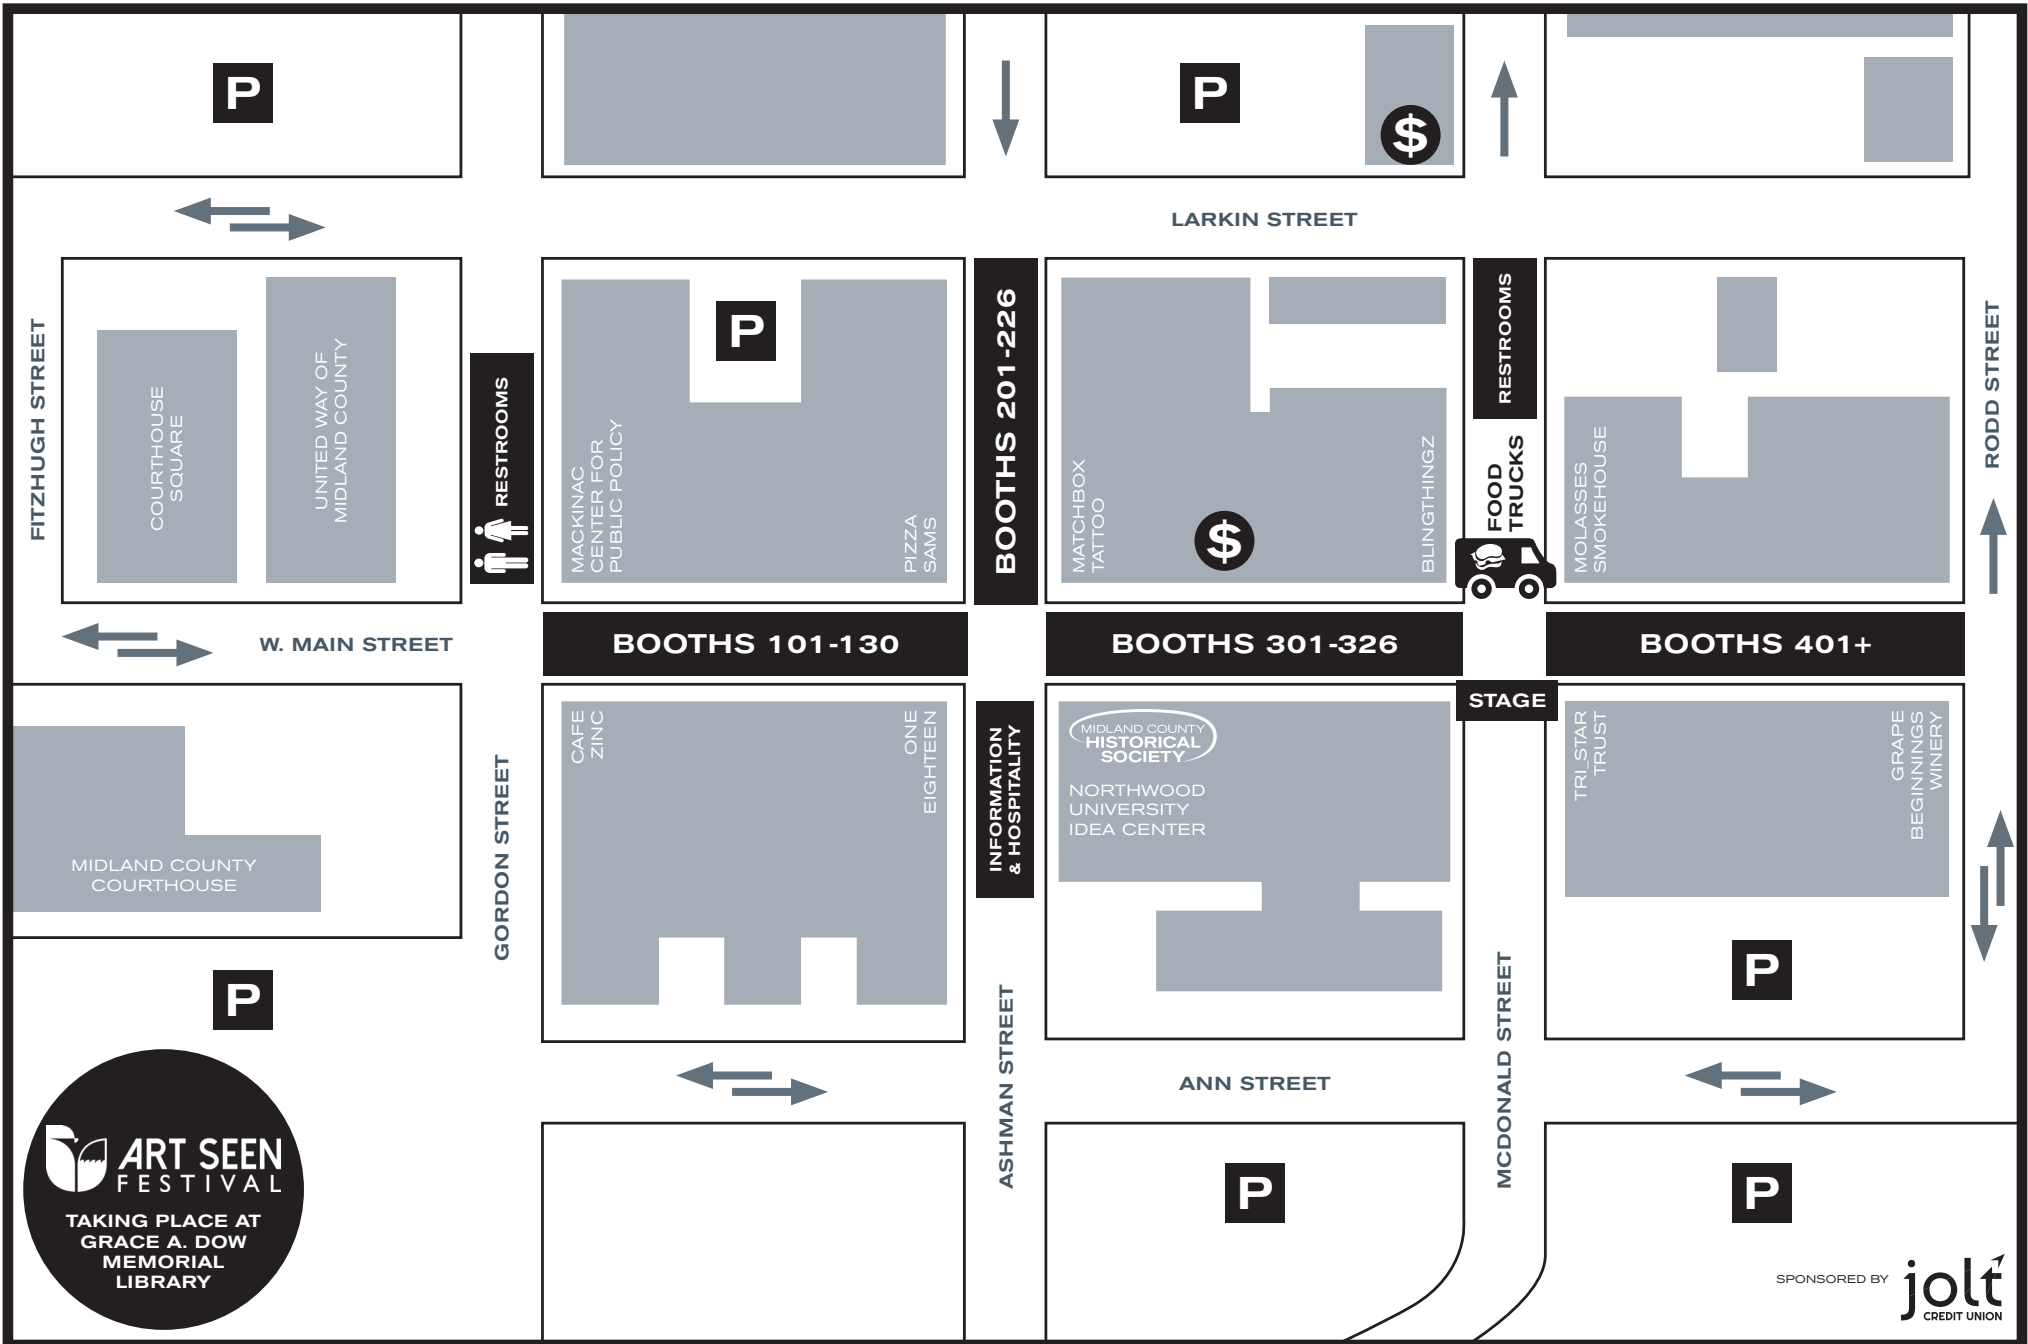 P
P
$
LARKIN STREET
FITZHUGH STREET
COURTHOUSE
SQUARE
UNITED WAY OF
MIDLAND COUNTY
RESTROOMS
P
MACKINAC
CENTER FOR
PUBLIC POLICY
PIZZA
SAMS
BOOTHS 201-226
MATCHBOX
TATTOO
$
BLINGTHINGZ
RESTROOMS
FOOD
TRUCKS
MOLASSES
SMOKEHOUSE
RODD STREET
W. MAIN STREET
BOOTHS 101-130
BOOTHS 301-326
BOOTHS 401+
STAGE
MIDLAND COUNTY
COURTHOUSE
GORDON STREET
CAFE
ZINC
ONE
EIGHTEEN
INFORMATION
& HOSPITALITY
MIDLAND COUNTY
HISTORICAL
SOCIETY
NORTHWOOD
UNIVERSITY
IDEA CENTER
TRI_STAR
TRUST
GRAPE
BEGINNINGS
WINERY
P
P
ASHMAN STREET
ANN STREET
MCDONALD STREET
ART SEEN
FESTIVAL
TAKING PLACE AT
GRACE A. DOW
MEMORIAL
LIBRARY
P
P
SPONSORED BY
jolt
CREDIT UNION